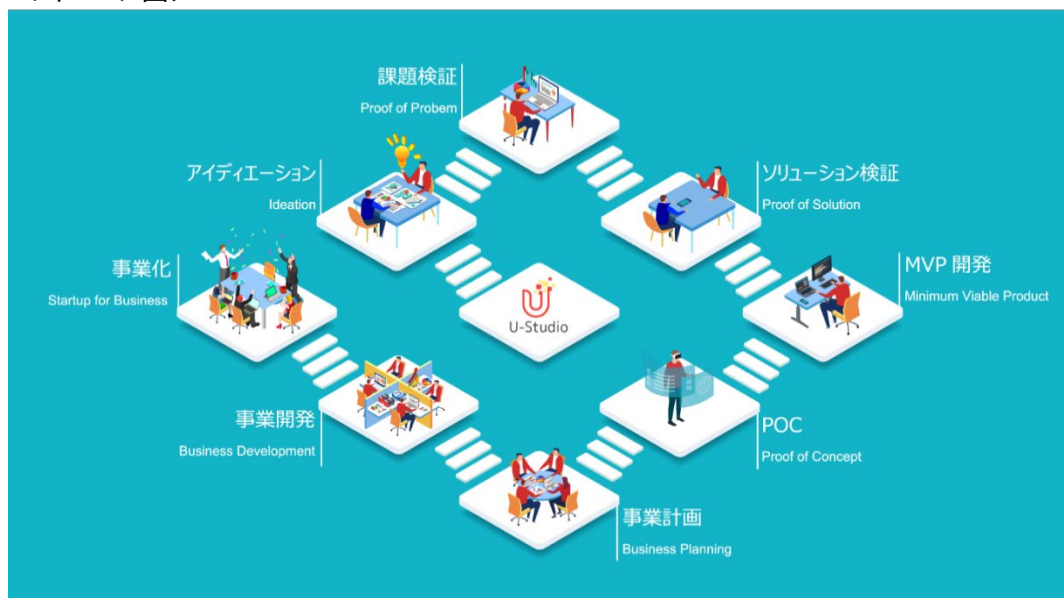 課題検証
Proof of Probem
アイディエーション
Ideation
ソリューション検証
Proof of Solution
事業化
Startup for Business
MVP 開発
Minimum Viable Product
U-Studio
事業開発
Business Development
POC
Proof of Concept
事業計画
Business Planning